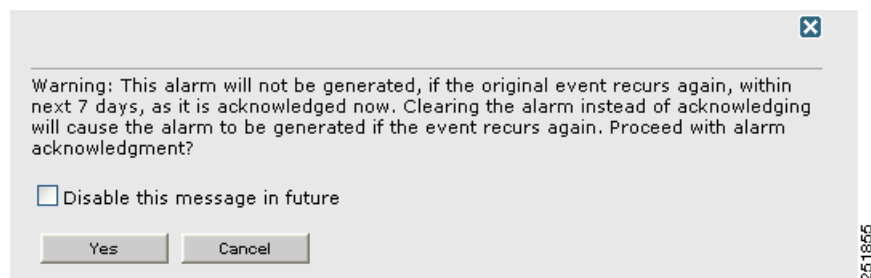 Warning: This alarm will not be generated, if the original event recurs again, within
next 7 days, as it is acknowledged now. Clearing the alarm instead of acknowledging
will cause the alarm to be generated if the event recurs again. Proceed with alarm
acknowledgment?
Disable this message in future
Yes Cancel
251855